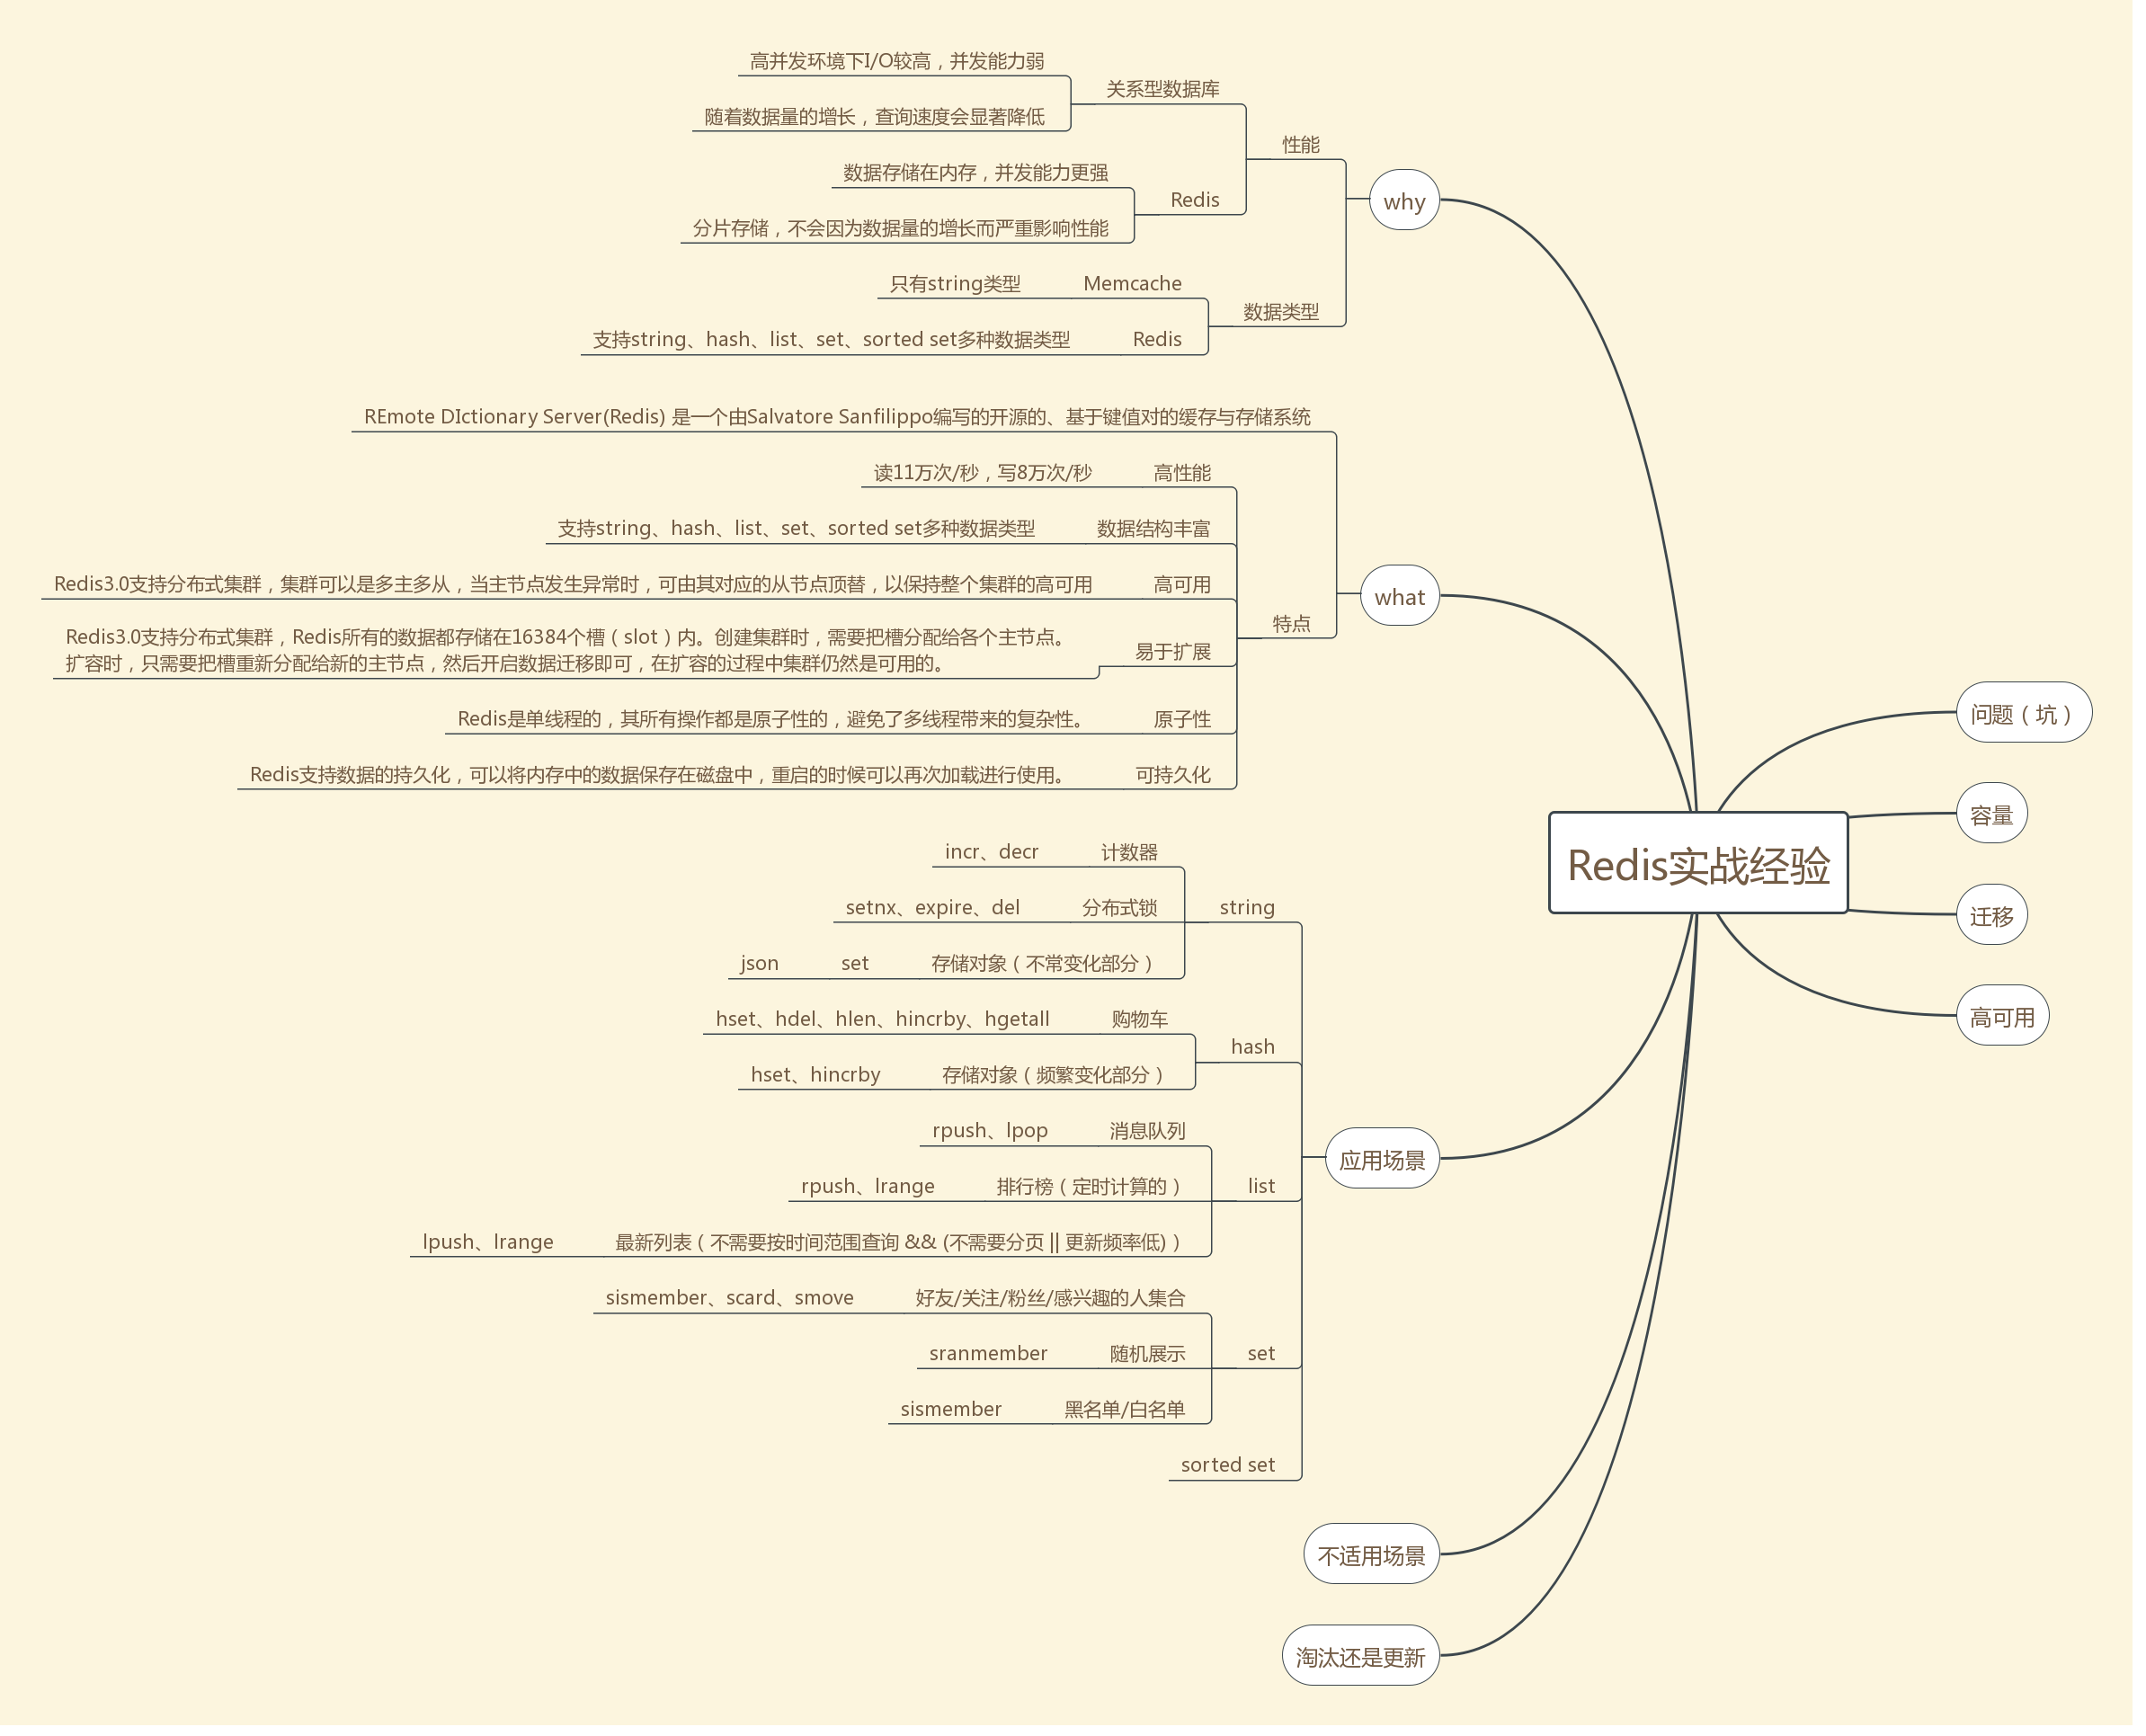 Redis实战经验
why
性能
关系型数据库
高并发环境下I/O较高，并发能力弱
随着数据量的增长，查询速度会显著降低
Redis
数据存储在内存，并发能力更强
分片存储，不会因为数据量的增长而严重影响性能
数据类型
Memcache
只有string类型
Redis
支持string、hash、list、set、sorted set多种数据类型
what
REmote DIctionary Server(Redis) 是一个由Salvatore Sanfilippo编写的开源的、基于键值对的缓存与存储系统
特点
高性能
读11万次/秒，写8万次/秒
数据结构丰富
支持string、hash、list、set、sorted set多种数据类型
高可用
Redis3.0支持分布式集群，集群可以是多主多从，当主节点发生异常时，可由其对应的从节点顶替，以保持整个集群的高可用
易于扩展
Redis3.0支持分布式集群，Redis所有的数据都存储在16384个槽（slot）内。创建集群时，需要把槽分配给各个主节点。
扩容时，只需要把槽重新分配给新的主节点，然后开启数据迁移即可，在扩容的过程中集群仍然是可用的。
原子性
Redis是单线程的，其所有操作都是原子性的，避免了多线程带来的复杂性。
可持久化
Redis支持数据的持久化，可以将内存中的数据保存在磁盘中，重启的时候可以再次加载进行使用。
应用场景
string
计数器
incr、decr
分布式锁
setnx、expire、del
存储对象（不常变化部分）
set
json
hash
购物车
hset、hdel、hlen、hincrby、hgetall
存储对象（频繁变化部分）
hset、hincrby
list
消息队列
rpush、lpop
排行榜（定时计算的）
rpush、lrange
最新列表（不需要按时间范围查询 && (不需要分页 || 更新频率低)）
lpush、lrange
set
好友/关注/粉丝/感兴趣的人集合
sismember、scard、smove
随机展示
sranmember
黑名单/白名单
sismember
sorted set
不适用场景
淘汰还是更新
问题（坑）
容量
迁移
高可用